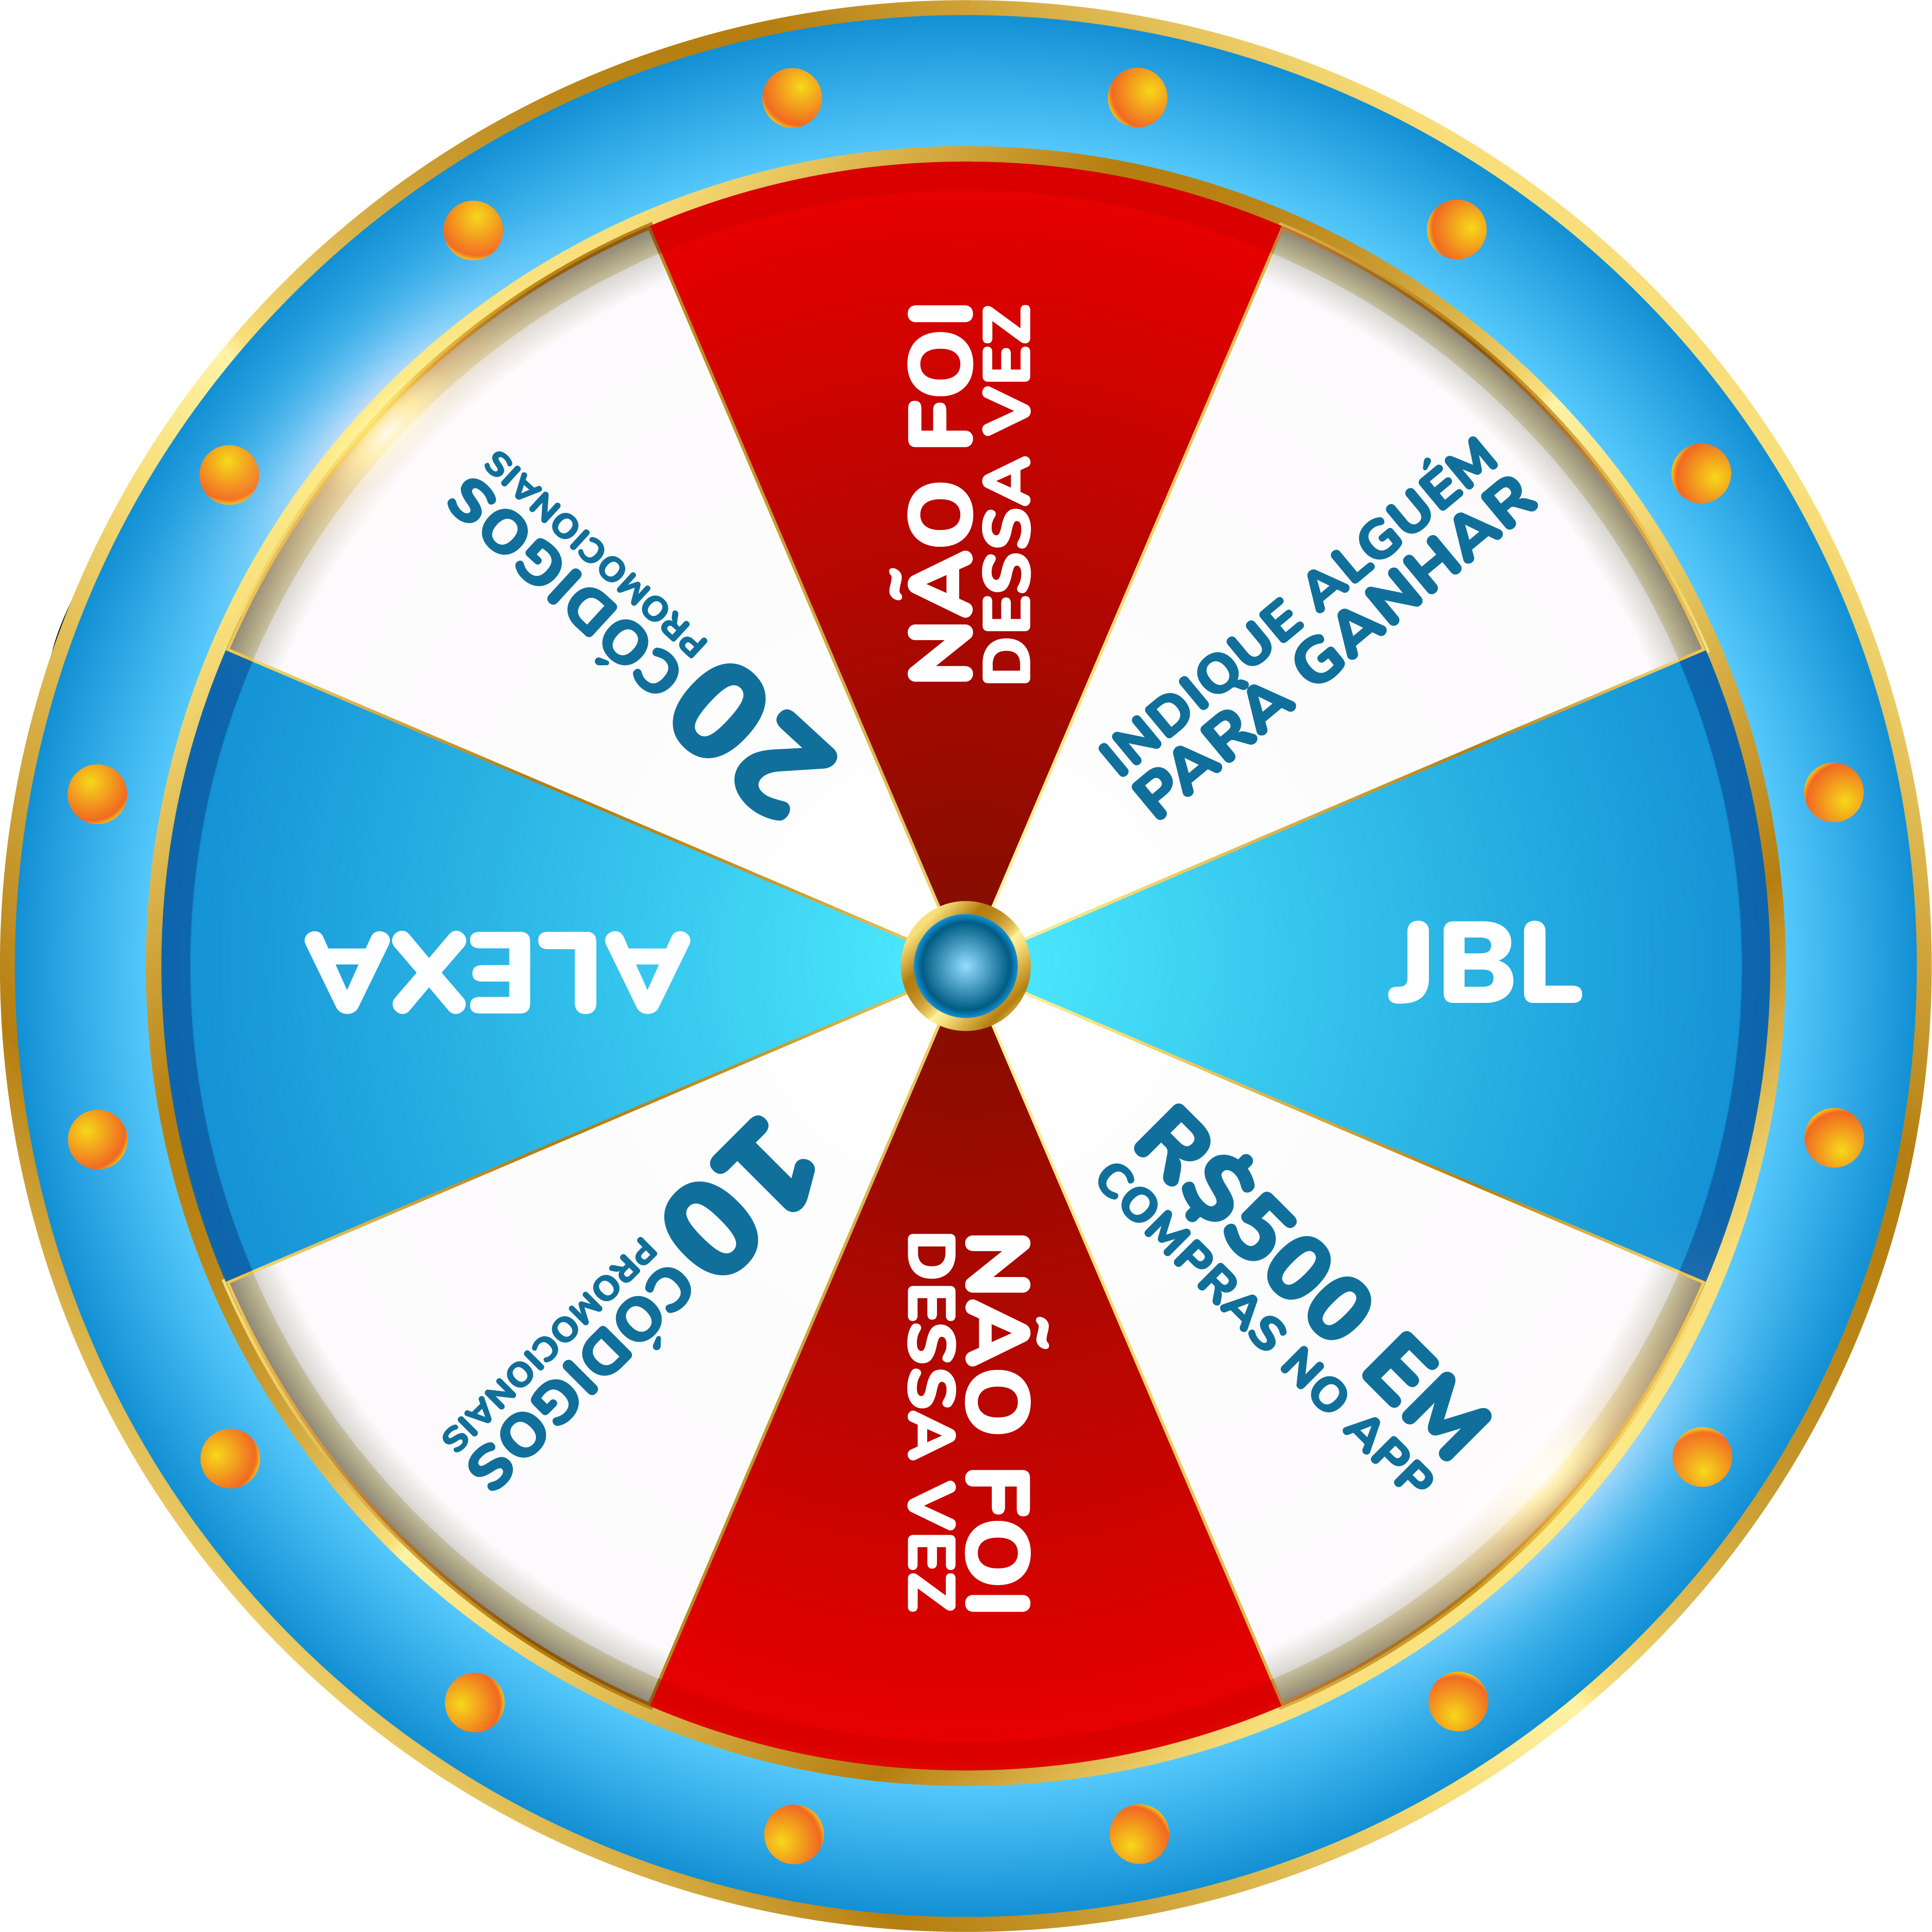 NÃO FOI
DESSA VEZ
INDIQUE ALGUÉM
PARA GANHAR
JBL
R$500 EM
COMPRAS NO APP
NÃO FOI
DESSA VEZ
10 CÓDIGOS
PROMOCIONAIS
ALEXA
20 CÓDIGOS
PROMOCIONAIS